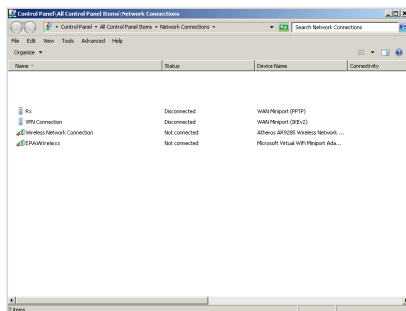 Control Panel\All Control Panel Items\Network Connections
Control Panel All Control Panel Items Network Connections Search Network Connections
File Edit View Tools Advanced Help
Organize
Name Status Device Name Connectivity
Rx Disconnected WAN Miniport (PPTP)
VPN Connection Disconnected WAN Miniport (IKEv2)
Wireless Network Connection Not connected Atheros AR9285 Wireless Network ...
EPAWireless Not connected Microsoft Virtual WiFi Miniport Ada...
7 items